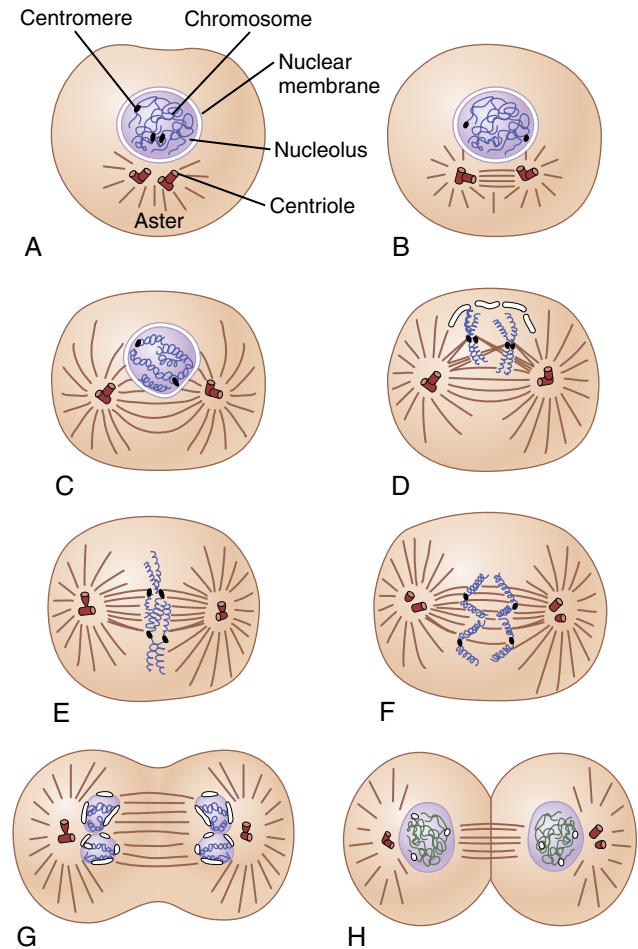 Centromere
Chromosome
Nuclear
membrane
Nucleolus
Centriole
Aster
A
B
C
D
E
F
G
H